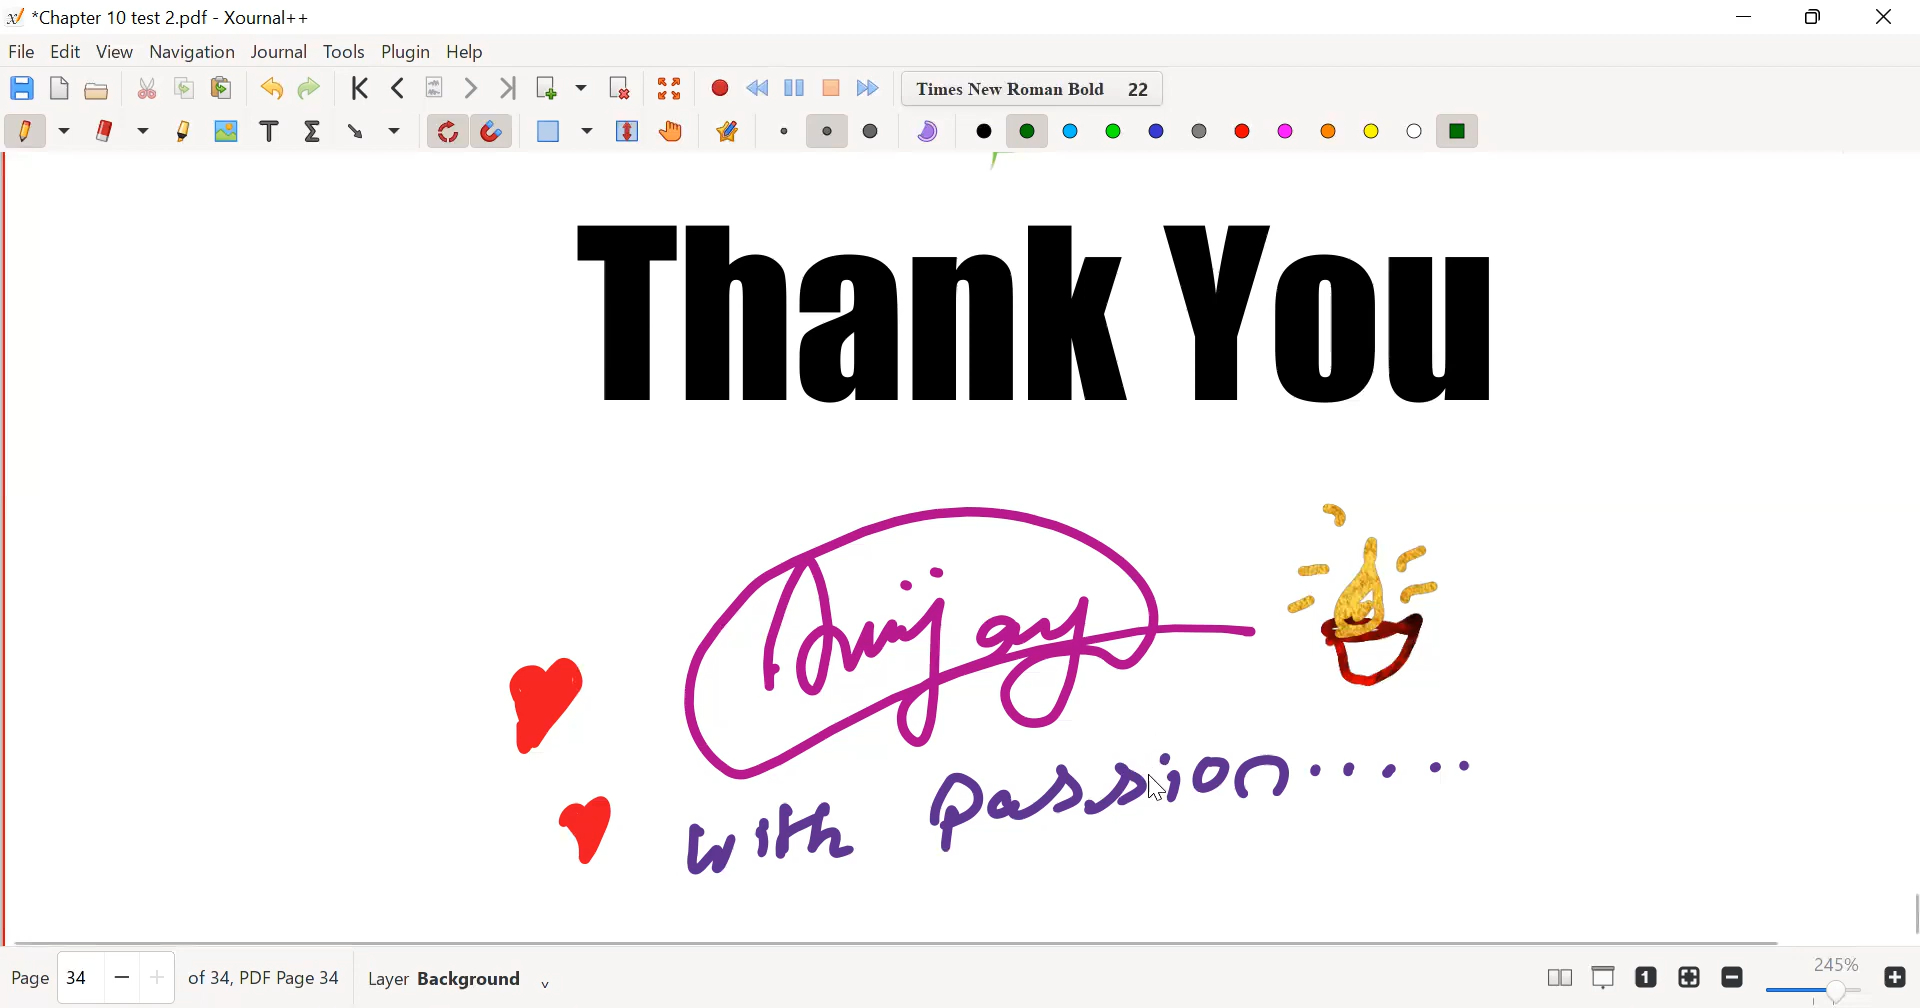 *Chapter 10 test 2.pdf - Xournal++
File Edit View Navigation Journal Tools Plugin Help
Times New Roman Bold 22
Thank You
with passion.....
Page 34 of 34, PDF Page 34 Layer Background
245%